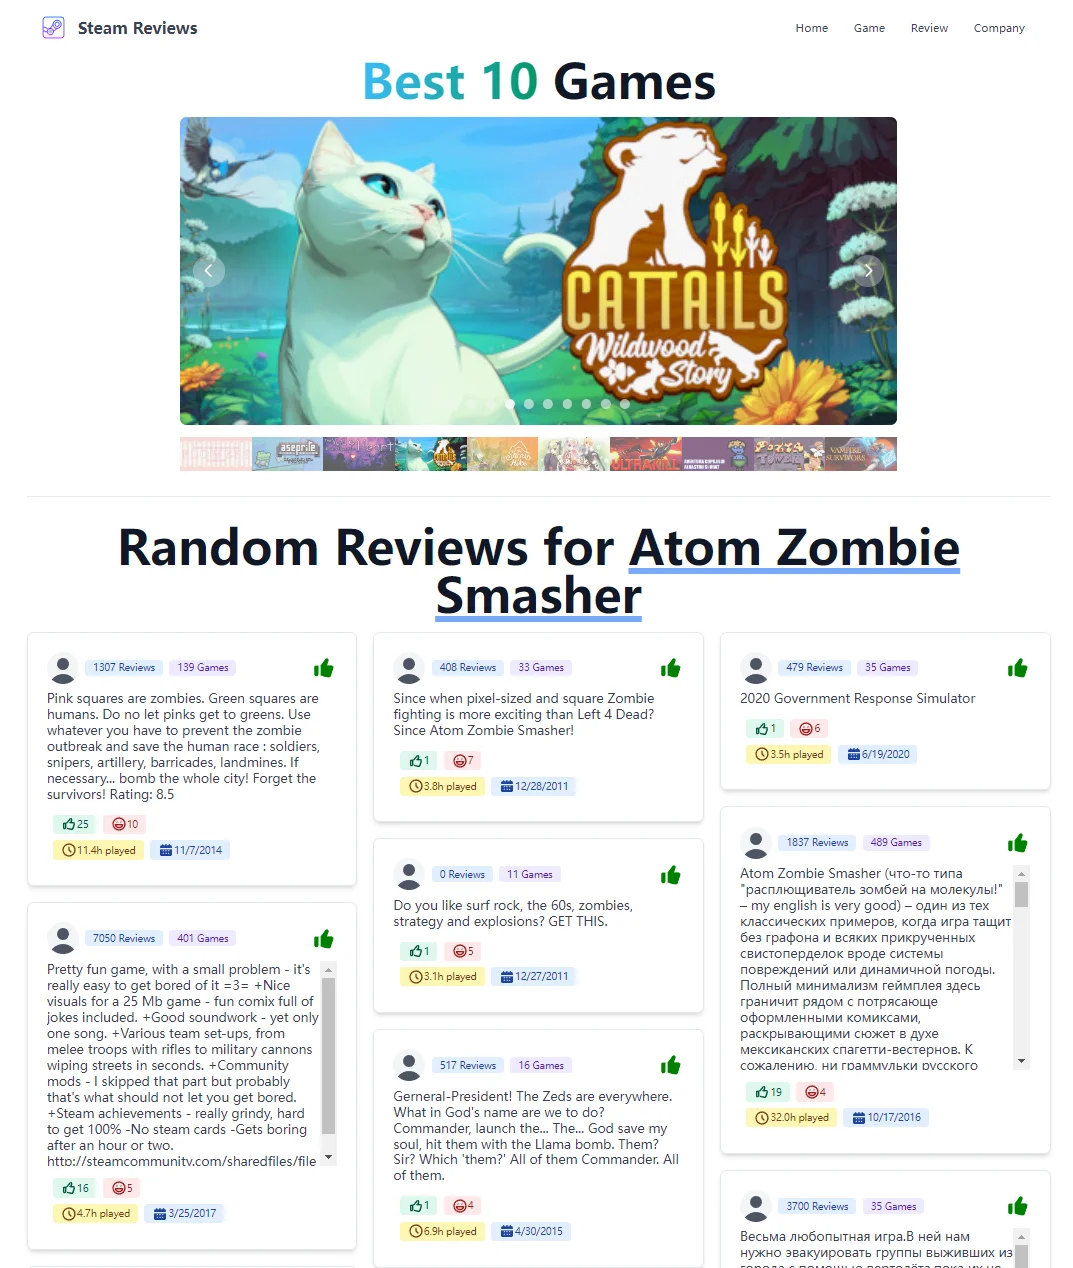 Steam Reviews
Home Game Review Company
Best 10 Games
CATTAILS
Wildwood
Story
aseprite
ULTRAKILL
VAMPIRE
SURVIVORS
Random Reviews for Atom Zombie
Smasher
1307 Reviews 139 Games
Pink squares are zombies. Green squares are
humans. Do no let pinks get to greens. Use
whatever you have to prevent the zombie
outbreak and save the human race : soldiers,
snipers, artillery, barricades, landmines. If
necessary... bomb the whole city! Forget the
survivors! Rating: 8.5
25 10
11.4h played 11/7/2014
7050 Reviews 401 Games
Pretty fun game, with a small problem - it's
really easy to get bored of it =3= +Nice
visuals for a 25 Mb game - fun comix full of
jokes included. +Good soundwork - yet only
one song. +Various team set-ups, from
melee troops with rifles to military cannons
wiping streets in seconds. +Community
mods - I skipped that part but probably
that's what should not let you get bored.
+Steam achievements - really grindy, hard
to get 100% -No steam cards -Gets boring
after an hour or two.
http://steamcommunity.com/sharedfiles/file
16 5
4.7h played 3/25/2017
408 Reviews 33 Games
Since when pixel-sized and square Zombie
fighting is more exciting than Left 4 Dead?
Since Atom Zombie Smasher!
1 7
3.8h played 12/28/2011
0 Reviews 11 Games
Do you like surf rock, the 60s, zombies,
strategy and explosions? GET THIS.
1 5
3.1h played 12/27/2011
517 Reviews 16 Games
Gerneral-President! The Zeds are everywhere.
What in God's name are we to do?
Commander, launch the... The... God save my
soul, hit them with the Llama bomb. Them?
Sir? Which 'them?' All of them Commander. All
of them.
1 4
6.9h played 4/30/2015
479 Reviews 35 Games
2020 Government Response Simulator
1 6
3.5h played 6/19/2020
1837 Reviews 489 Games
Atom Zombie Smasher (что-то типа
"расплющиватель зомбей на молекулы!"
– my english is very good) – один из тех
классических примеров, когда игра тащит
без графона и всяких прикрученных
свистоперделок вроде системы
повреждений или динамичной погоды.
Полный минимализм геймплея здесь
граничит рядом с потрясающе
оформленными комиксами,
раскрывающими сюжет в духе
мексиканских спагетти-вестернов. К
сожалению, ни граммульки русского
19 4
32.0h played 10/17/2016
3700 Reviews 35 Games
Весьма любопытная игра.В ней нам
нужно эвакуировать группы выживших из
города с помощью вертолёта пока их не